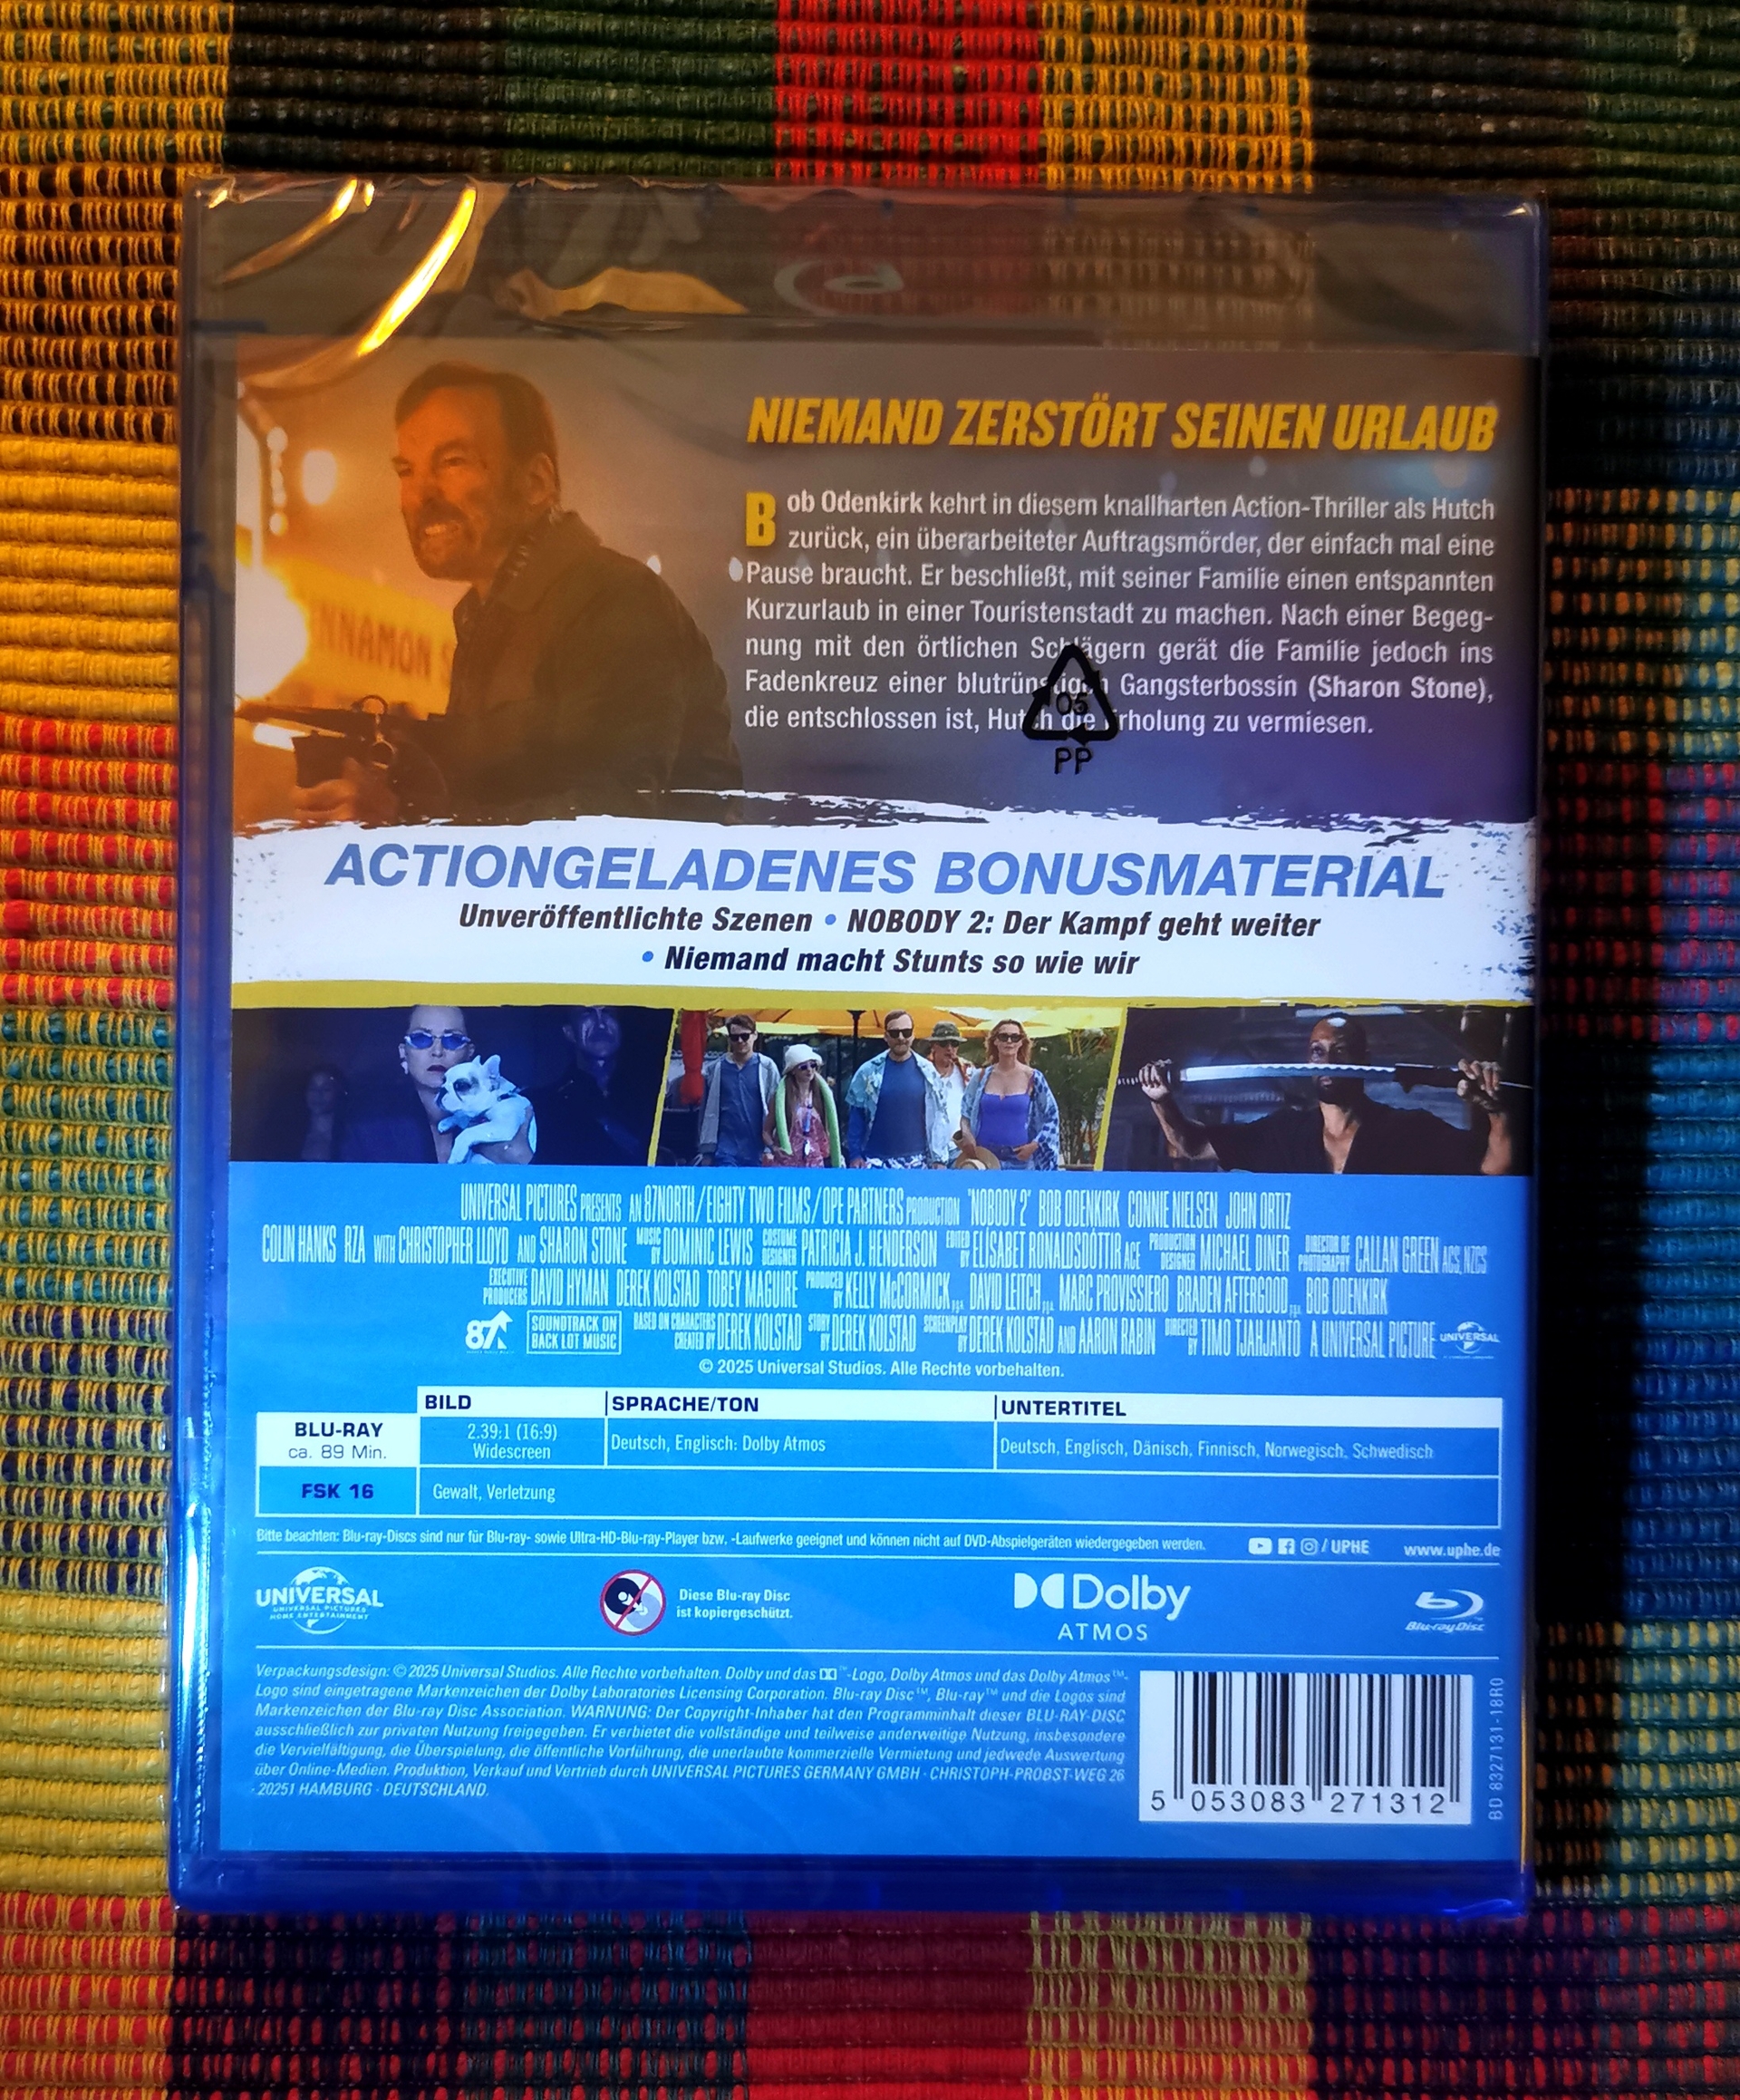 NIEMAND ZERSTÖRT SEINEN URLAUB
Bob Odenkirk kehrt in diesem knallharten Action-Thriller als Hutch
zurück, ein überarbeiteter Auftragsmörder, der einfach mal eine
Pause braucht. Er beschließt, mit seiner Familie einen entspannten
Kurzurlaub in einer Touristenstadt zu machen. Nach einer Begeg-
nung mit den örtlichen Schlägern gerät die Familie jedoch ins
Fadenkreuz einer blutrünstigen Gangsterbossin (Sharon Stone),
die entschlossen ist, Hutch die Erholung zu vermiesen.
05
PP
NNAMON S
ACTIONGELADENES BONUSMATERIAL
Unveröffentlichte Szenen • NOBODY 2: Der Kampf geht weiter
• Niemand macht Stunts so wie wir
UNIVERSAL PICTURES PRESENTS AN 87NORTH/EIGHTY TWO FILMS/OPE PARTNERS PRODUCTION "NOBODY 2" BOB ODENKIRK CONNIE NIELSEN JOHN ORTIZ
COLIN HANKS RZA WITH CHRISTOPHER LLOYD AND SHARON STONE MUSIC BY DOMINIC LEWIS COSTUME DESIGNER PATRICIA J. HENDERSON EDITED BY ELISABET RONALDSDÓTTIR ACE PRODUCTION DESIGNER MICHAEL DINER DIRECTOR OF PHOTOGRAPHY CALLAN GREEN ACS, NZCS
EXECUTIVE PRODUCERS DAVID HYMAN DEREK KOLSTAD TOBEY MAGUIRE PRODUCED BY KELLY McCORMICK p.g.a. DAVID LEITCH p.g.a. MARC PROVISSIERO BRADEN AFTERGOOD p.g.a. BOB ODENKIRK
87 SOUNDTRACK ON BACK LOT MUSIC BASED ON CHARACTERS CREATED BY DEREK KOLSTAD STORY BY DEREK KOLSTAD SCREENPLAY BY DEREK KOLSTAD AND AARON RABIN DIRECTED BY TIMO TJAHJANTO A UNIVERSAL PICTURE UNIVERSAL
© 2025 Universal Studios. Alle Rechte vorbehalten.
BILD SPRACHE/TON UNTERTITEL
BLU-RAY
ca. 89 Min.
2.39:1 (16:9)
Widescreen
Deutsch, Englisch: Dolby Atmos
Deutsch, Englisch, Dänisch, Finnisch, Norwegisch, Schwedisch
FSK 16 Gewalt, Verletzung
Bitte beachten: Blu-ray-Discs sind nur für Blu-ray- sowie Ultra-HD-Blu-ray-Player bzw. -Laufwerke geeignet und können nicht auf DVD-Abspielgeräten wiedergegeben werden. /UPHE www.uphe.de
UNIVERSAL
UNIVERSAL PICTURES
HOME ENTERTAINMENT
Diese Blu-ray Disc
ist kopiergeschützt.
Dolby
ATMOS
Blu-ray Disc
Verpackungsdesign: © 2025 Universal Studios. Alle Rechte vorbehalten. Dolby und das ™-Logo, Dolby Atmos und das Dolby Atmos™-
Logo sind eingetragene Markenzeichen der Dolby Laboratories Licensing Corporation. Blu-ray Disc™, Blu-ray™ und die Logos sind
Markenzeichen der Blu-ray Disc Association. WARNUNG: Der Copyright-Inhaber hat den Programminhalt dieser BLU-RAY-DISC
ausschließlich zur privaten Nutzung freigegeben. Er verbietet die vollständige und teilweise anderweitige Nutzung, insbesondere
die Vervielfältigung, die Überspielung, die öffentliche Vorführung, die unerlaubte kommerzielle Vermietung und jedwede Auswertung
über Online-Medien. Produktion, Verkauf und Vertrieb durch UNIVERSAL PICTURES GERMANY GMBH · CHRISTOPH-PROBST-WEG 26
· 20251 HAMBURG · DEUTSCHLAND.
5 053083 271312
BD 8327131-18R0